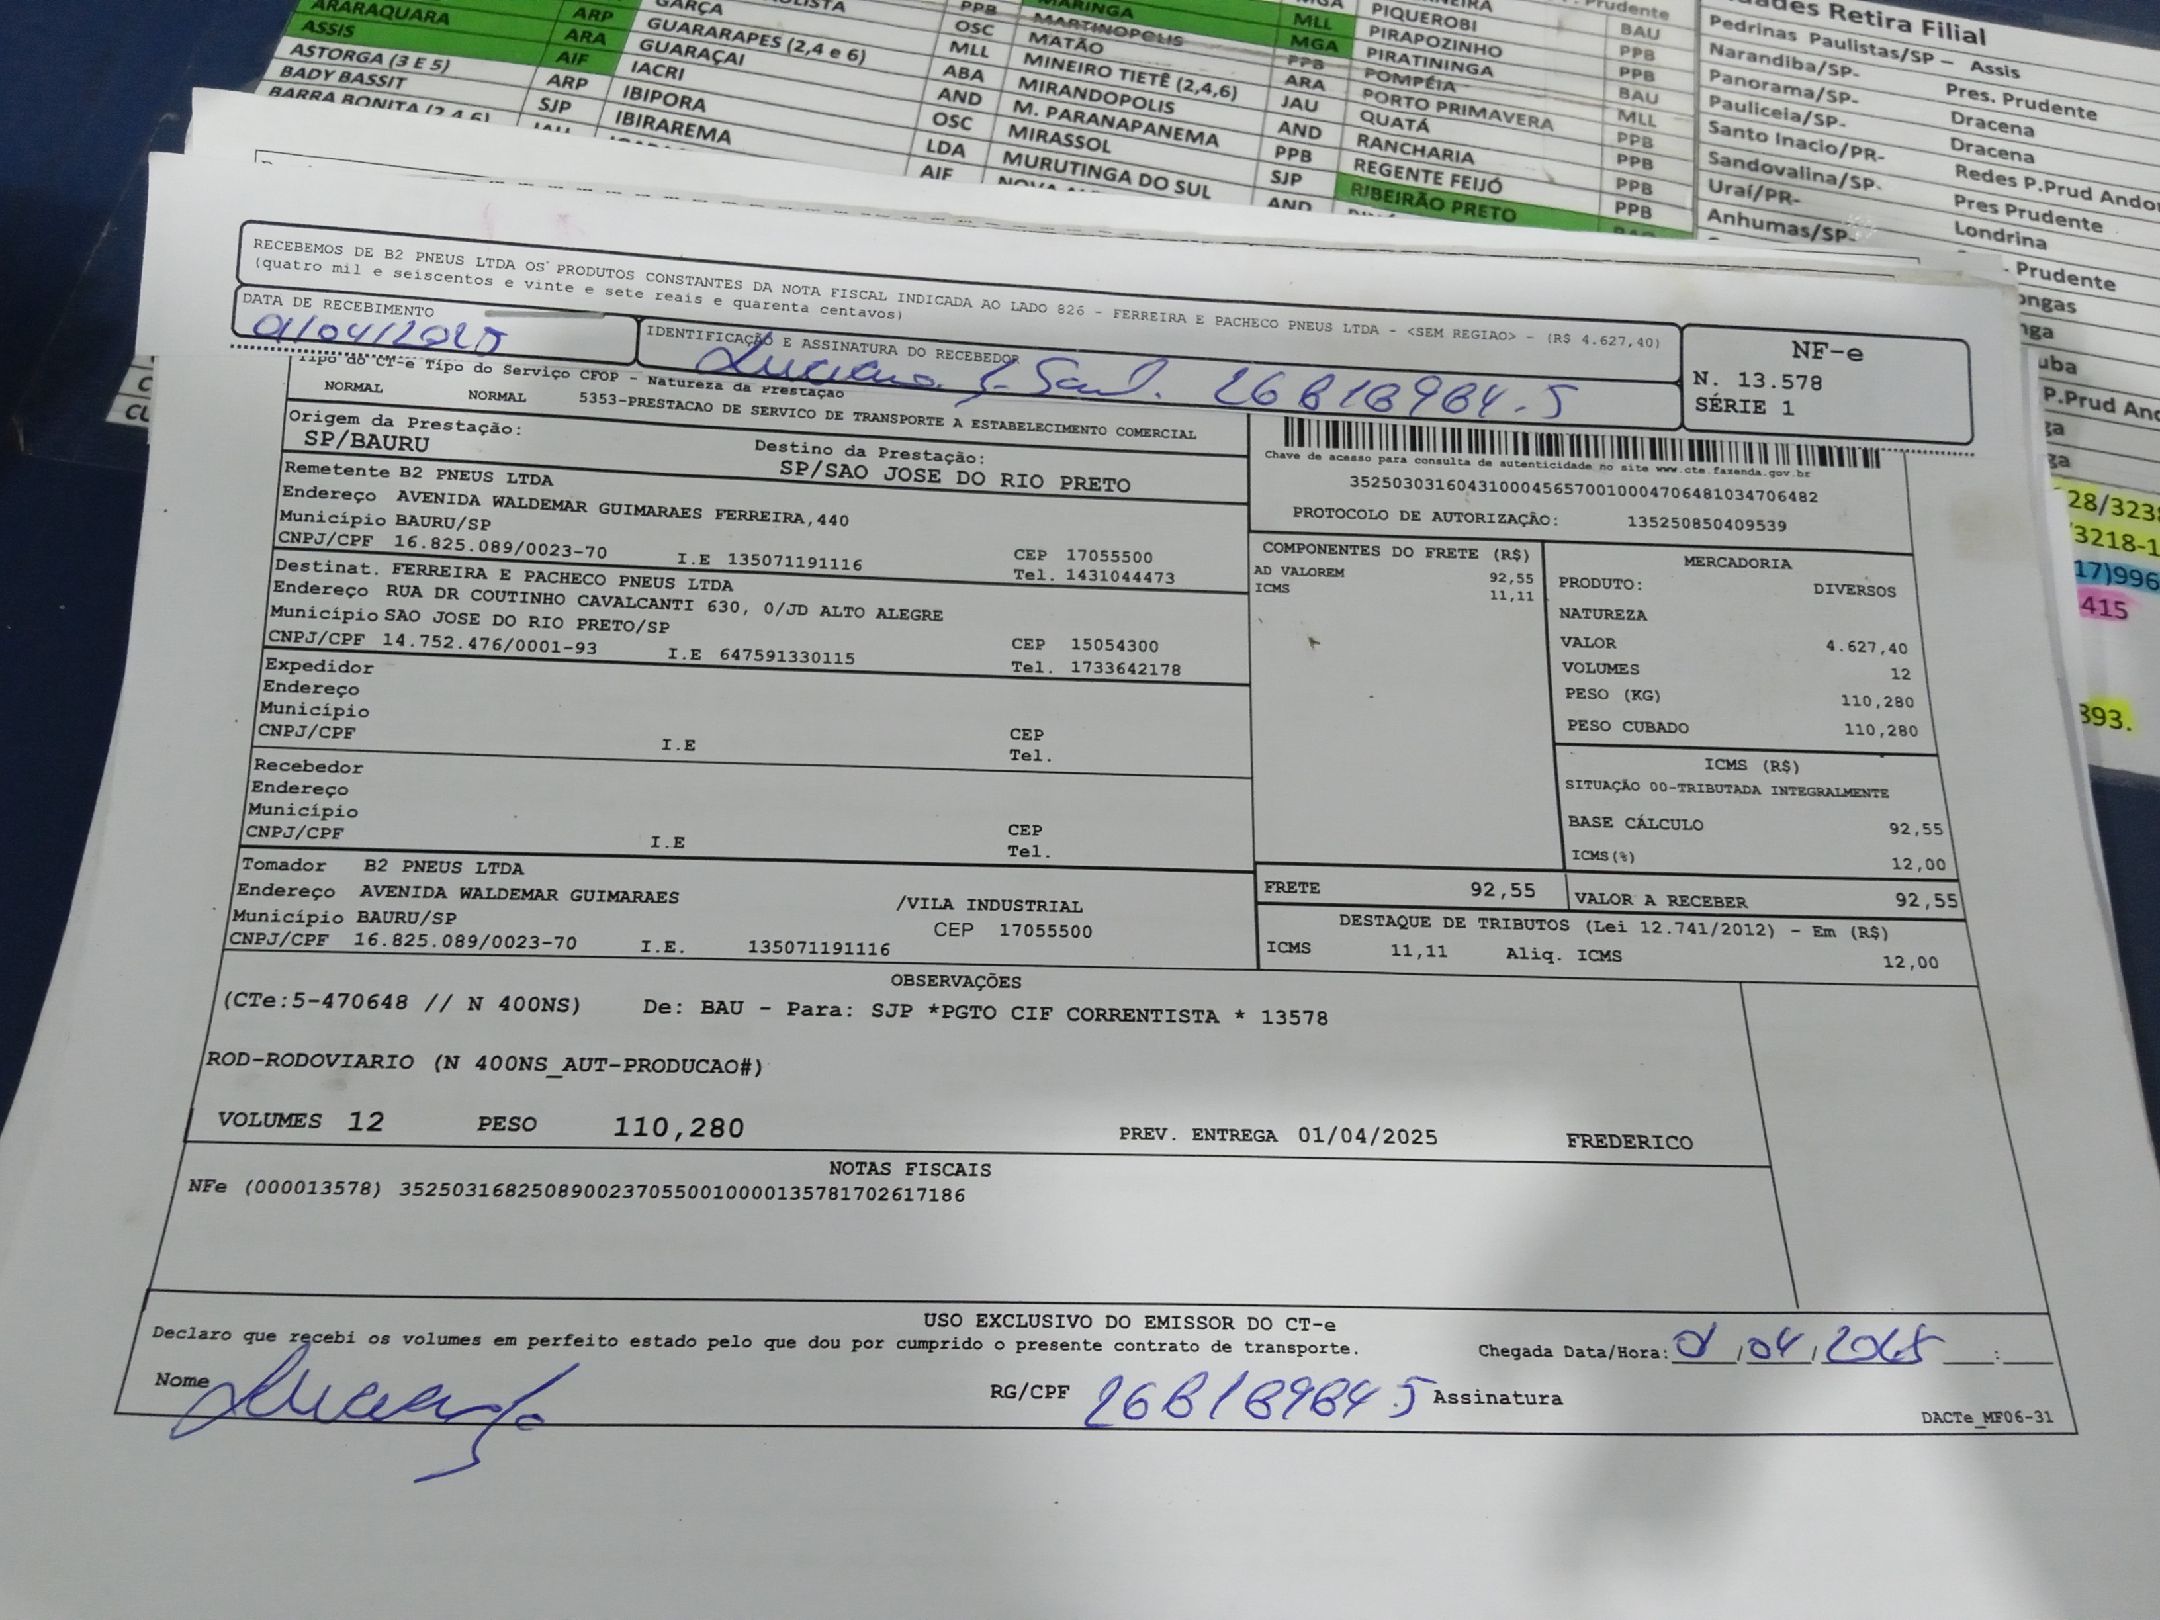 ARARAQUARA ARP GARÇA PPB MARINGA MLL PIQUEROBI BAU
ASSIS ARA GUARARAPES (2,4 e 6) OSC MARTINOPOLIS MGA PIRAPOZINHO PPB
ASTORGA (3 E 5) AIF GUARAÇAI MLL MATÃO PPB PIRATININGA PPB
BADY BASSIT ARP IACRI ABA MINEIRO TIETÊ (2,4,6) ARA POMPÉIA BAU
BARRA BONITA (2,4,6) SJP IBIPORA AND MIRANDOPOLIS JAU PORTO PRIMAVERA MLL
JAU IBIRAREMA OSC M. PARANAPANEMA AND QUATÁ PPB
LDA MIRASSOL PPB RANCHARIA PPB
AIF MURUTINGA DO SUL SJP REGENTE FEIJÓ PPB
AND RIBEIRÃO PRETO PPB
Retira Filial
Pedrinas Paulistas/SP – Assis
Narandiba/SP- Pres. Prudente
Panorama/SP- Dracena
Pauliceia/SP- Dracena
Santo Inacio/PR- Redes P.Prud
Sandovalina/SP- Pres Prudente
Uraí/PR- Londrina
Anhumas/SP- Prudente
P.Prud
28/323
3218-1
17)996
415
393.
RECEBEMOS DE B2 PNEUS LTDA OS PRODUTOS CONSTANTES DA NOTA FISCAL INDICADA AO LADO 826 - FERREIRA E PACHECO PNEUS LTDA - <SEM REGIAO> - (R$ 4.627,40)
(quatro mil e seiscentos e vinte e sete reais e quarenta centavos)
DATA DE RECEBIMENTO
01/04/2025
IDENTIFICAÇÃO E ASSINATURA DO RECEBEDOR
NF-e
N. 13.578
SÉRIE 1
Tipo do CT-e Tipo do Serviço CFOP - Natureza da Prestação
NORMAL NORMAL 5353-PRESTACAO DE SERVICO DE TRANSPORTE A ESTABELECIMENTO COMERCIAL
Origem da Prestação: Destino da Prestação:
SP/BAURU SP/SAO JOSE DO RIO PRETO
Chave de acesso para consulta de autenticidade no site www.cte.fazenda.gov.br
35250303160431000456570010004706481034706482
PROTOCOLO DE AUTORIZAÇÃO: 135250850409539
Remetente B2 PNEUS LTDA
Endereço AVENIDA WALDEMAR GUIMARAES FERREIRA,440
Município BAURU/SP CEP 17055500
CNPJ/CPF 16.825.089/0023-70 I.E 135071191116 Tel. 1431044473
Destinat. FERREIRA E PACHECO PNEUS LTDA
Endereço RUA DR COUTINHO CAVALCANTI 630, 0/JD ALTO ALEGRE
Município SAO JOSE DO RIO PRETO/SP CEP 15054300
CNPJ/CPF 14.752.476/0001-93 I.E 647591330115 Tel. 1733642178
Expedidor
Endereço
Município CEP
CNPJ/CPF I.E Tel.
Recebedor
Endereço
Município CEP
CNPJ/CPF I.E Tel.
Tomador B2 PNEUS LTDA
Endereço AVENIDA WALDEMAR GUIMARAES /VILA INDUSTRIAL
Município BAURU/SP CEP 17055500
CNPJ/CPF 16.825.089/0023-70 I.E. 135071191116
COMPONENTES DO FRETE (R$)
AD VALOREM 92,55
ICMS 11,11
MERCADORIA
PRODUTO: DIVERSOS
NATUREZA
VALOR 4.627,40
VOLUMES 12
PESO (KG) 110,280
PESO CUBADO 110,280
ICMS (R$)
SITUAÇÃO 00-TRIBUTADA INTEGRALMENTE
BASE CÁLCULO 92,55
ICMS(%) 12,00
FRETE 92,55 VALOR A RECEBER 92,55
DESTAQUE DE TRIBUTOS (Lei 12.741/2012) - Em (R$)
ICMS 11,11 Aliq. ICMS 12,00
OBSERVAÇÕES
(CTe:5-470648 // N 400NS) De: BAU - Para: SJP *PGTO CIF CORRENTISTA * 13578
ROD-RODOVIARIO (N 400NS_AUT-PRODUCAO#)
VOLUMES 12 PESO 110,280 PREV. ENTREGA 01/04/2025 FREDERICO
NOTAS FISCAIS
NFe (000013578) 35250316825089002370550010000135781702617186
USO EXCLUSIVO DO EMISSOR DO CT-e
Declaro que recebi os volumes em perfeito estado pelo que dou por cumprido o presente contrato de transporte. Chegada Data/Hora: 01,04,2025 :
Nome RG/CPF Assinatura
DACTe_MF06-31